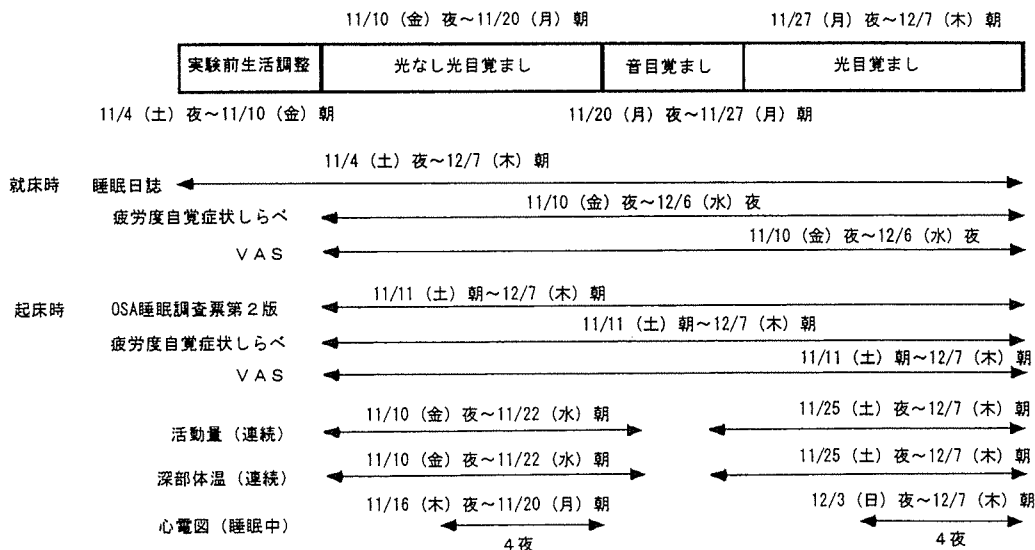 11/10（金）夜～11/20（月）朝　11/27（月）夜～12/7（木）朝
実験前生活調整　光なし光目覚まし　音目覚まし　光目覚まし
11/4（土）夜～11/10（金）朝　11/20（月）夜～11/27（月）朝
11/4（土）夜～12/7（木）朝
就床時　睡眠日誌
11/10（金）夜～12/6（水）夜
疲労度自覚症状しらべ
11/10（金）夜～12/6（水）夜
ＶＡＳ
11/11（土）朝～12/7（木）朝
起床時　OSA睡眠調査票第２版
11/11（土）朝～12/7（木）朝
疲労度自覚症状しらべ
11/11（土）朝～12/7（木）朝
ＶＡＳ
11/10（金）夜～11/22（水）朝　11/25（土）夜～12/7（木）朝
活動量（連続）
11/10（金）夜～11/22（水）朝　11/25（土）夜～12/7（木）朝
深部体温（連続）
11/16（木）夜～11/20（月）朝　12/3（日）夜～12/7（木）朝
心電図（睡眠中）
４夜　４夜